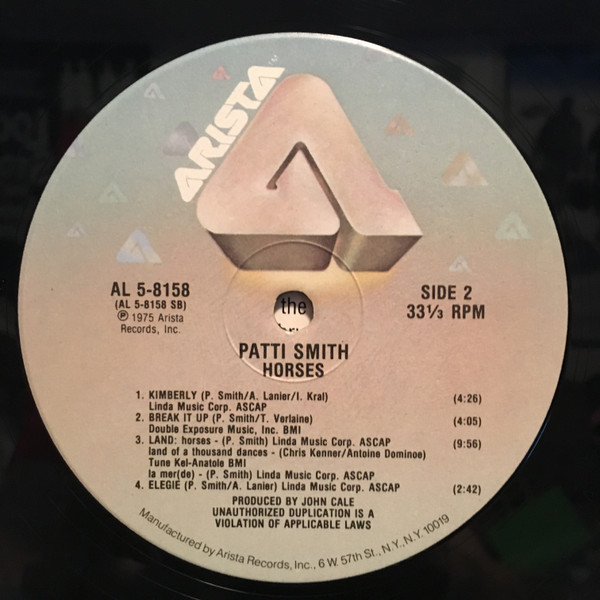 ARISTA™
AL 5-8158
(AL 5-8158 SB)
℗ 1975 Arista
Records, Inc.
SIDE 2
33⅓ RPM
the
PATTI SMITH
HORSES
1. KIMBERLY (P. Smith/A. Lanier/I. Kral) (4:26)
Linda Music Corp. ASCAP
2. BREAK IT UP (P. Smith/T. Verlaine) (4:05)
Double Exposure Music, Inc. BMI
3. LAND: horses - (P. Smith) Linda Music Corp. ASCAP (9:56)
land of a thousand dances - (Chris Kenner/Antoine Dominoe)
Tune Kel-Anatole BMI
la mer(de) - (P. Smith) Linda Music Corp. ASCAP
4. ELEGIE (P. Smith/A. Lanier) Linda Music Corp. ASCAP (2:42)
PRODUCED BY JOHN CALE
UNAUTHORIZED DUPLICATION IS A
VIOLATION OF APPLICABLE LAWS
Manufactured by Arista Records, Inc., 6 W. 57th St., N.Y., N.Y. 10019